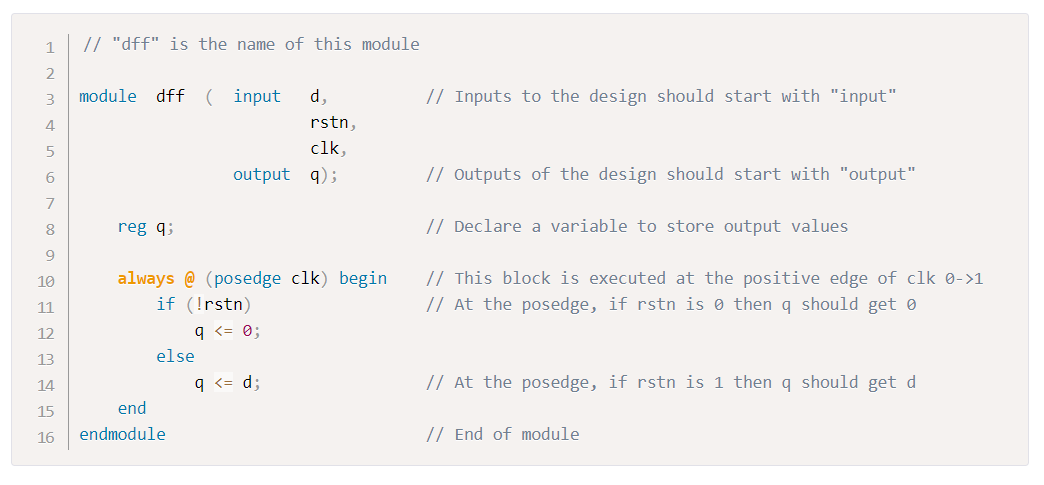 1 // "dff" is the name of this module
2
3 module dff ( input d, // Inputs to the design should start with "input"
4 rstn,
5 clk,
6 output q); // Outputs of the design should start with "output"
7
8 reg q; // Declare a variable to store output values
9
10 always @ (posedge clk) begin // This block is executed at the positive edge of clk 0->1
11 if (!rstn) // At the posedge, if rstn is 0 then q should get 0
12 q <= 0;
13 else
14 q <= d; // At the posedge, if rstn is 1 then q should get d
15 end
16 endmodule // End of module